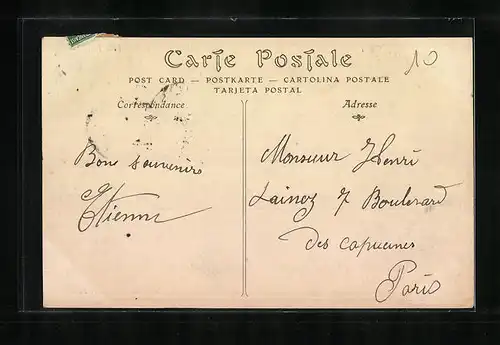 Carte Postale
POST CARD — POSTKARTE — CARTOLINA POSTALE
TARJETA POSTAL
10
Correspondance
Adresse
Bons souvenirs
Etienne
Monsieur Henri
Lainez 7 Boulevard
des capucines
Paris